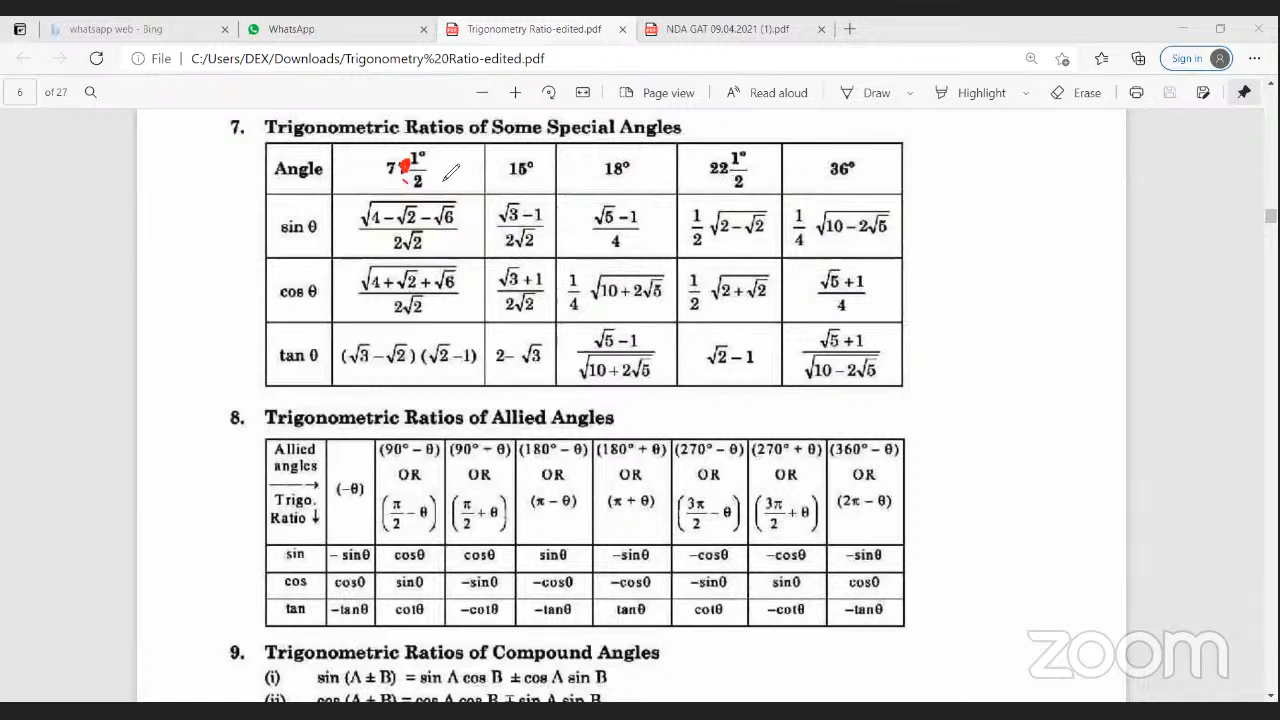 whatsapp web - Bing
WhatsApp
Trigonometry Ratio-edited.pdf
NDA GAT 09.04.2021 (1).pdf
File | C:/Users/DEX/Downloads/Trigonometry%20Ratio-edited.pdf
Sign in
6 of 27
Page view
Read aloud
Draw
Highlight
Erase
7. Trigonometric Ratios of Some Special Angles
Angle 7 1°/2 15° 18° 22 1°/2 36°
sin θ √(4−√2−√6)/2√2 (√3−1)/2√2 (√5−1)/4 1/2 √(2−√2) 1/4 √(10−2√5)
cos θ √(4+√2+√6)/2√2 (√3+1)/2√2 1/4 √(10+2√5) 1/2 √(2+√2) (√5+1)/4
tan θ (√3−√2)(√2−1) 2−√3 (√5−1)/√(10+2√5) √2−1 (√5+1)/√(10−2√5)
8. Trigonometric Ratios of Allied Angles
Allied angles → Trigo. Ratio ↓ (−θ) (90° − θ) OR (π/2 − θ) (90° + θ) OR (π/2 + θ) (180° − θ) OR (π − θ) (180° + θ) OR (π + θ) (270° − θ) OR (3π/2 − θ) (270° + θ) OR (3π/2 + θ) (360° − θ) OR (2π − θ)
sin − sinθ cosθ cosθ sinθ −sinθ −cosθ −cosθ −sinθ
cos cosθ sinθ −sinθ −cosθ −cosθ −sinθ sinθ cosθ
tan −tanθ cotθ −cotθ −tanθ tanθ cotθ −cotθ −tanθ
9. Trigonometric Ratios of Compound Angles
(i) sin (A ± B) = sin A cos B ± cos A sin B
(ii) cos (A ± B) = cos A cos B ∓ sin A sin B
zoom